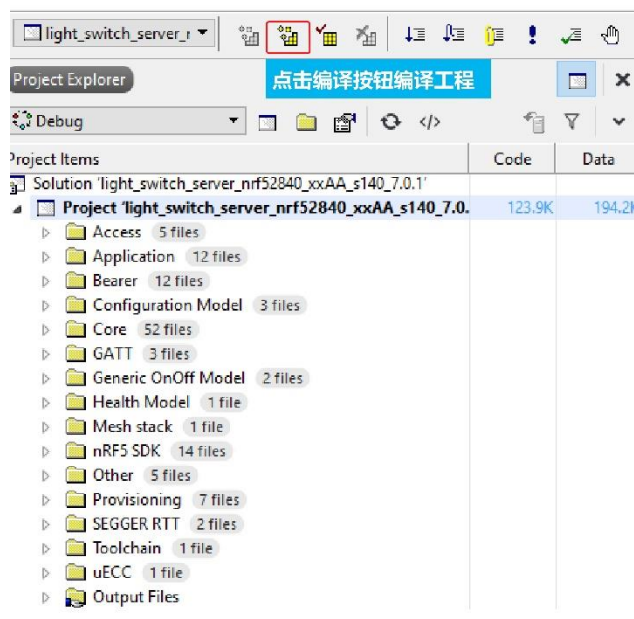 light_switch_server_r
Project Explorer
点击编译按钮编译工程
Debug
Project Items Code Data
Solution 'light_switch_server_nrf52840_xxAA_s140_7.0.1'
Project 'light_switch_server_nrf52840_xxAA_s140_7.0. 123.9K 194.2K
Access 5 files
Application 12 files
Bearer 12 files
Configuration Model 3 files
Core 52 files
GATT 3 files
Generic OnOff Model 2 files
Health Model 1 file
Mesh stack 1 file
nRF5 SDK 14 files
Other 5 files
Provisioning 7 files
SEGGER RTT 2 files
Toolchain 1 file
uECC 1 file
Output Files